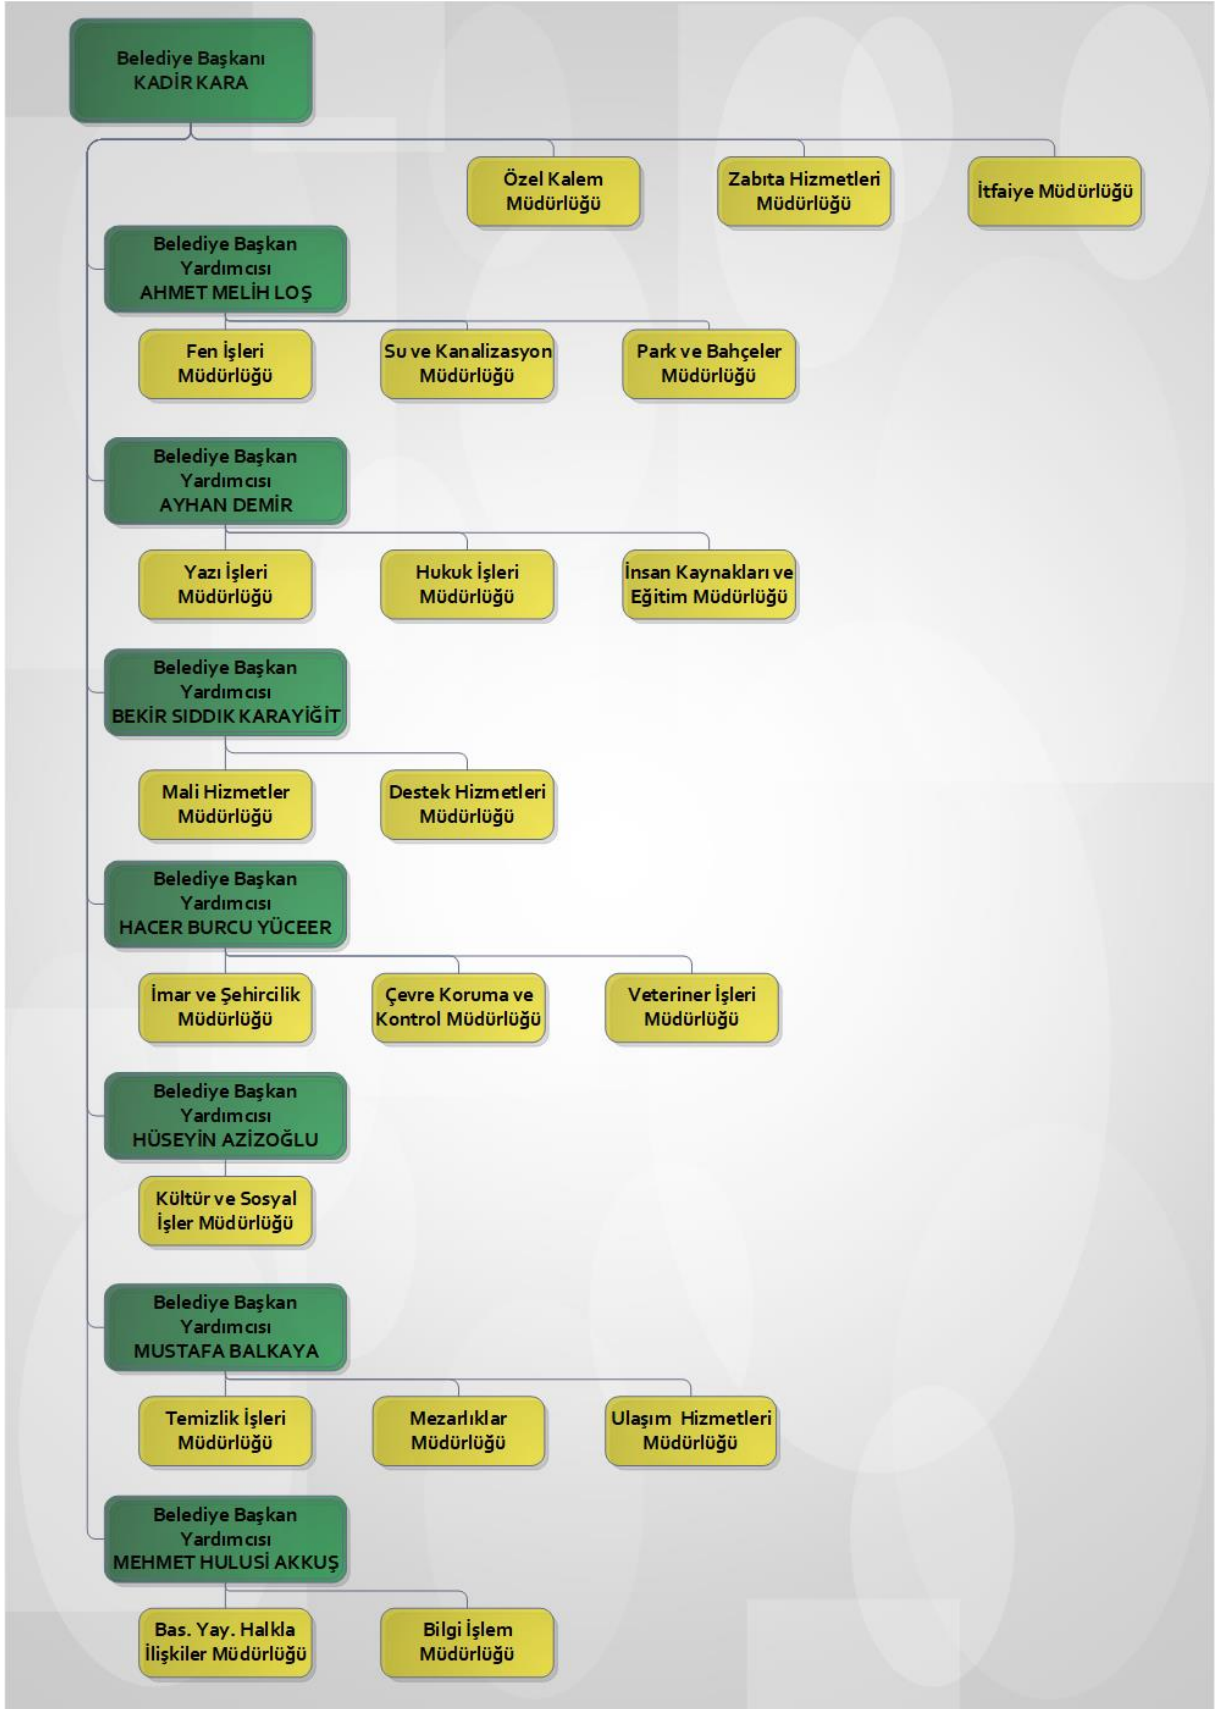 Belediye Başkanı
KADİR KARA
Özel Kalem
Müdürlüğü
Zabıta Hizmetleri
Müdürlüğü
İtfaiye Müdürlüğü
Belediye Başkan
Yardımcısı
AHMET MELİH LOŞ
Fen İşleri
Müdürlüğü
Su ve Kanalizasyon
Müdürlüğü
Park ve Bahçeler
Müdürlüğü
Belediye Başkan
Yardımcısı
AYHAN DEMİR
Yazı İşleri
Müdürlüğü
Hukuk İşleri
Müdürlüğü
İnsan Kaynakları ve
Eğitim Müdürlüğü
Belediye Başkan
Yardımcısı
BEKİR SIDDIK KARAYİĞİT
Mali Hizmetler
Müdürlüğü
Destek Hizmetleri
Müdürlüğü
Belediye Başkan
Yardımcısı
HACER BURCU YÜCEER
İmar ve Şehircilik
Müdürlüğü
Çevre Koruma ve
Kontrol Müdürlüğü
Veteriner İşleri
Müdürlüğü
Belediye Başkan
Yardımcısı
HÜSEYİN AZİZOĞLU
Kültür ve Sosyal
İşler Müdürlüğü
Belediye Başkan
Yardımcısı
MUSTAFA BALKAYA
Temizlik İşleri
Müdürlüğü
Mezarlıklar
Müdürlüğü
Ulaşım Hizmetleri
Müdürlüğü
Belediye Başkan
Yardımcısı
MEHMET HULUSİ AKKUŞ
Bas. Yay. Halkla
İlişkiler Müdürlüğü
Bilgi İşlem
Müdürlüğü